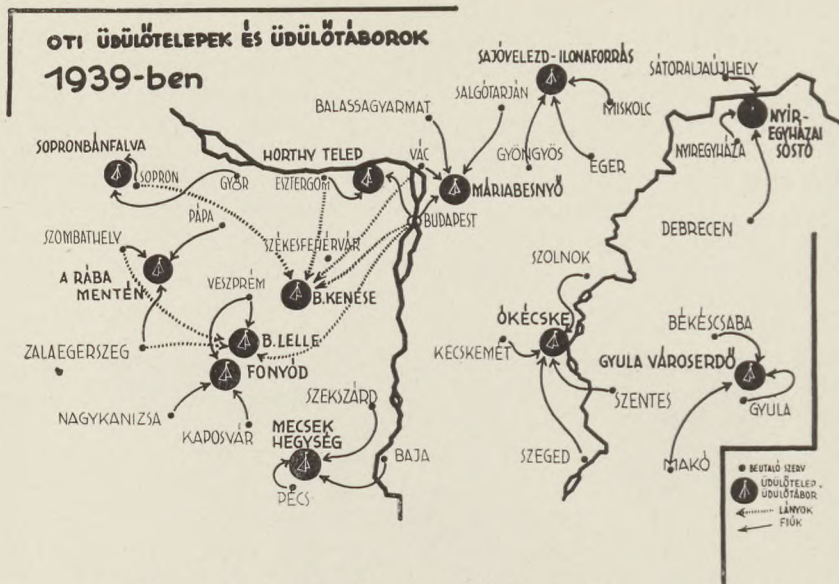 OTI ÜDÜLŐTELEPEK ÉS ÜDÜLŐTÁBOROK
1939-ben
SAJÓVELEZD-ILONAFORRÁS
SÁTORALJAÚJHELY
BALASSAGYARMAT
SALGÓTARJÁN
MISKOLC
NYÍR-
EGYHÁZAI
SÓSTÓ
SOPRONBÁNFALVA
HORTHY TELEP
VÁC
GYÖNGYÖS
EGER
NYIREGYHÁZA
SOPRON
GYŐR
ESZTERGOM
MÁRIABESNYŐ
PÁPA
BUDAPEST
DEBRECEN
SZOMBATHELY
SZÉKESFEHÉRVÁR
SZOLNOK
A RÁBA
MENTÉN
VESZPRÉM
B.KENESE
ÓKÉCSKE
BÉKÉSCSABA
ZALAEGERSZEG
B.LELLE
KECSKEMÉT
GYULA VÁROSERDŐ
FONYÓD
SZEKSZÁRD
SZENTES
GYULA
NAGYKANIZSA
KAPOSVÁR
MECSEK
HEGYSÉG
BAJA
SZEGED
MAKÓ
PÉCS
BEUTALÓ SZERV
ÜDÜLŐTELEP,
ÜDÜLŐTÁBOR
LÁNYOK
FIÚK